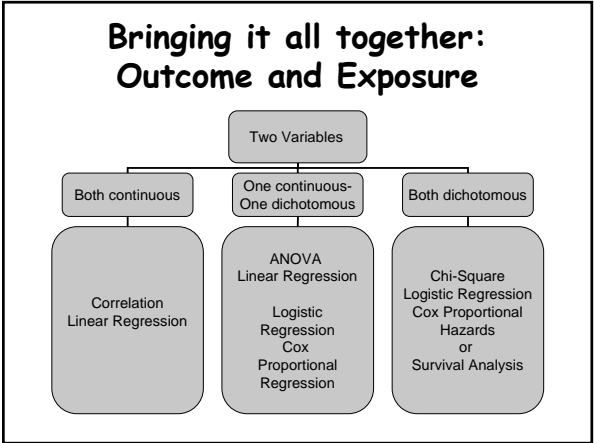 Bringing it all together:
Outcome and Exposure
Two Variables
Both continuous
One continuous-
One dichotomous
Both dichotomous
Correlation
Linear Regression
ANOVA
Linear Regression
Logistic
Regression
Cox
Proportional
Regression
Chi-Square
Logistic Regression
Cox Proportional
Hazards
or
Survival Analysis